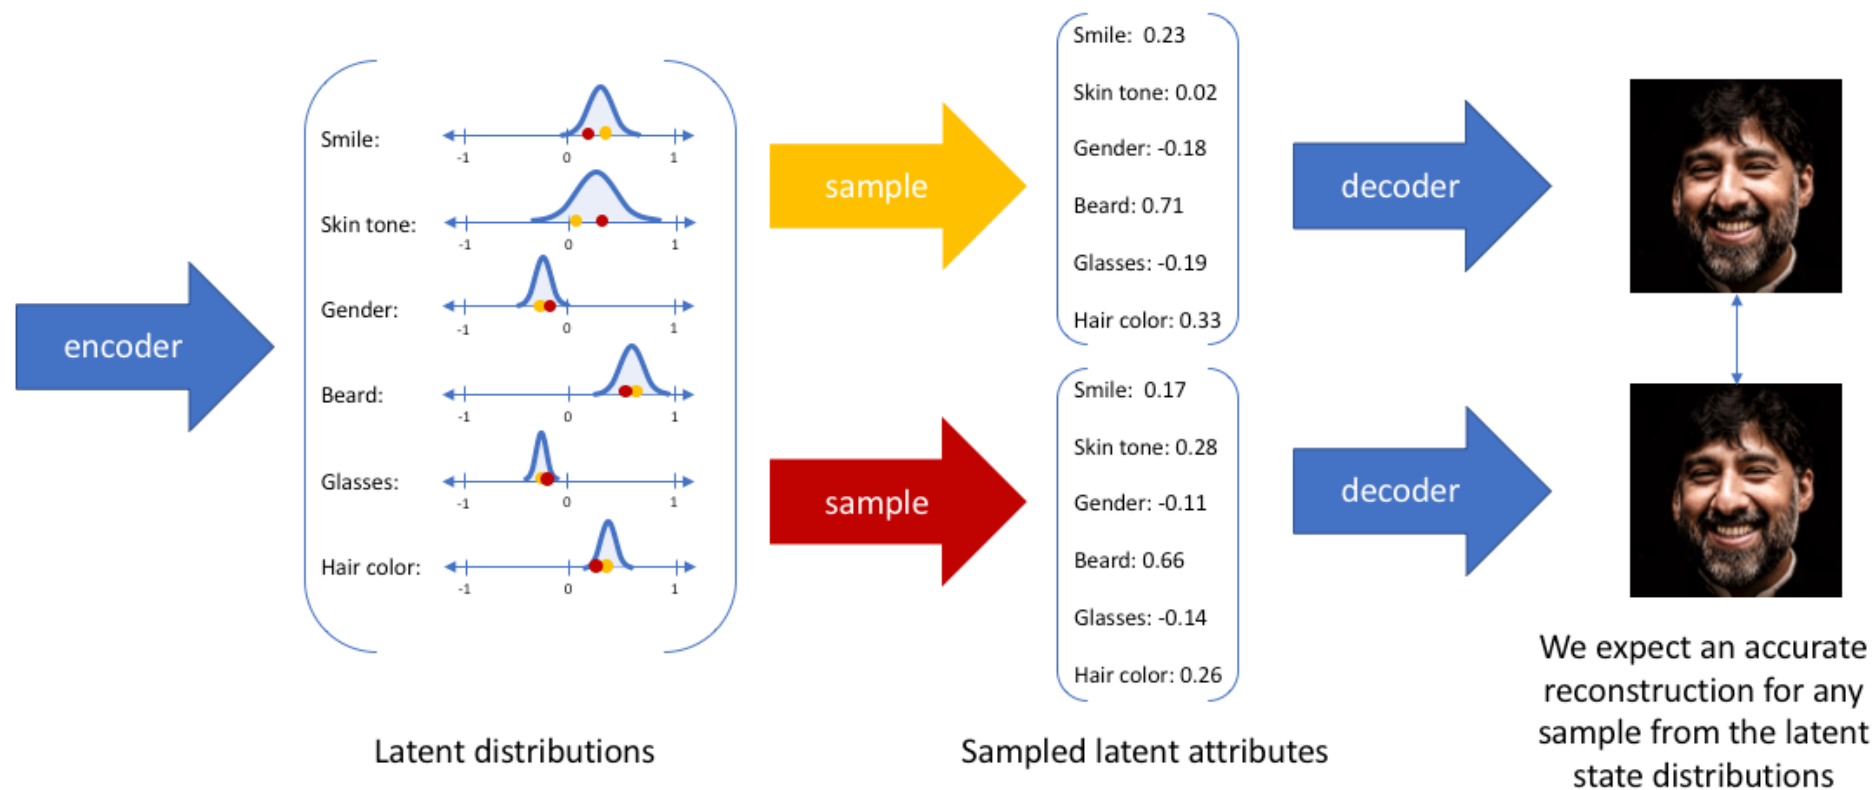 encoder
Smile:
-1 0 1
Skin tone:
-1 0 1
Gender:
-1 0 1
Beard:
-1 0 1
Glasses:
-1 0 1
Hair color:
-1 0 1
Latent distributions
sample
sample
Smile: 0.23
Skin tone: 0.02
Gender: -0.18
Beard: 0.71
Glasses: -0.19
Hair color: 0.33
Smile: 0.17
Skin tone: 0.28
Gender: -0.11
Beard: 0.66
Glasses: -0.14
Hair color: 0.26
Sampled latent attributes
decoder
decoder
We expect an accurate
reconstruction for any
sample from the latent
state distributions